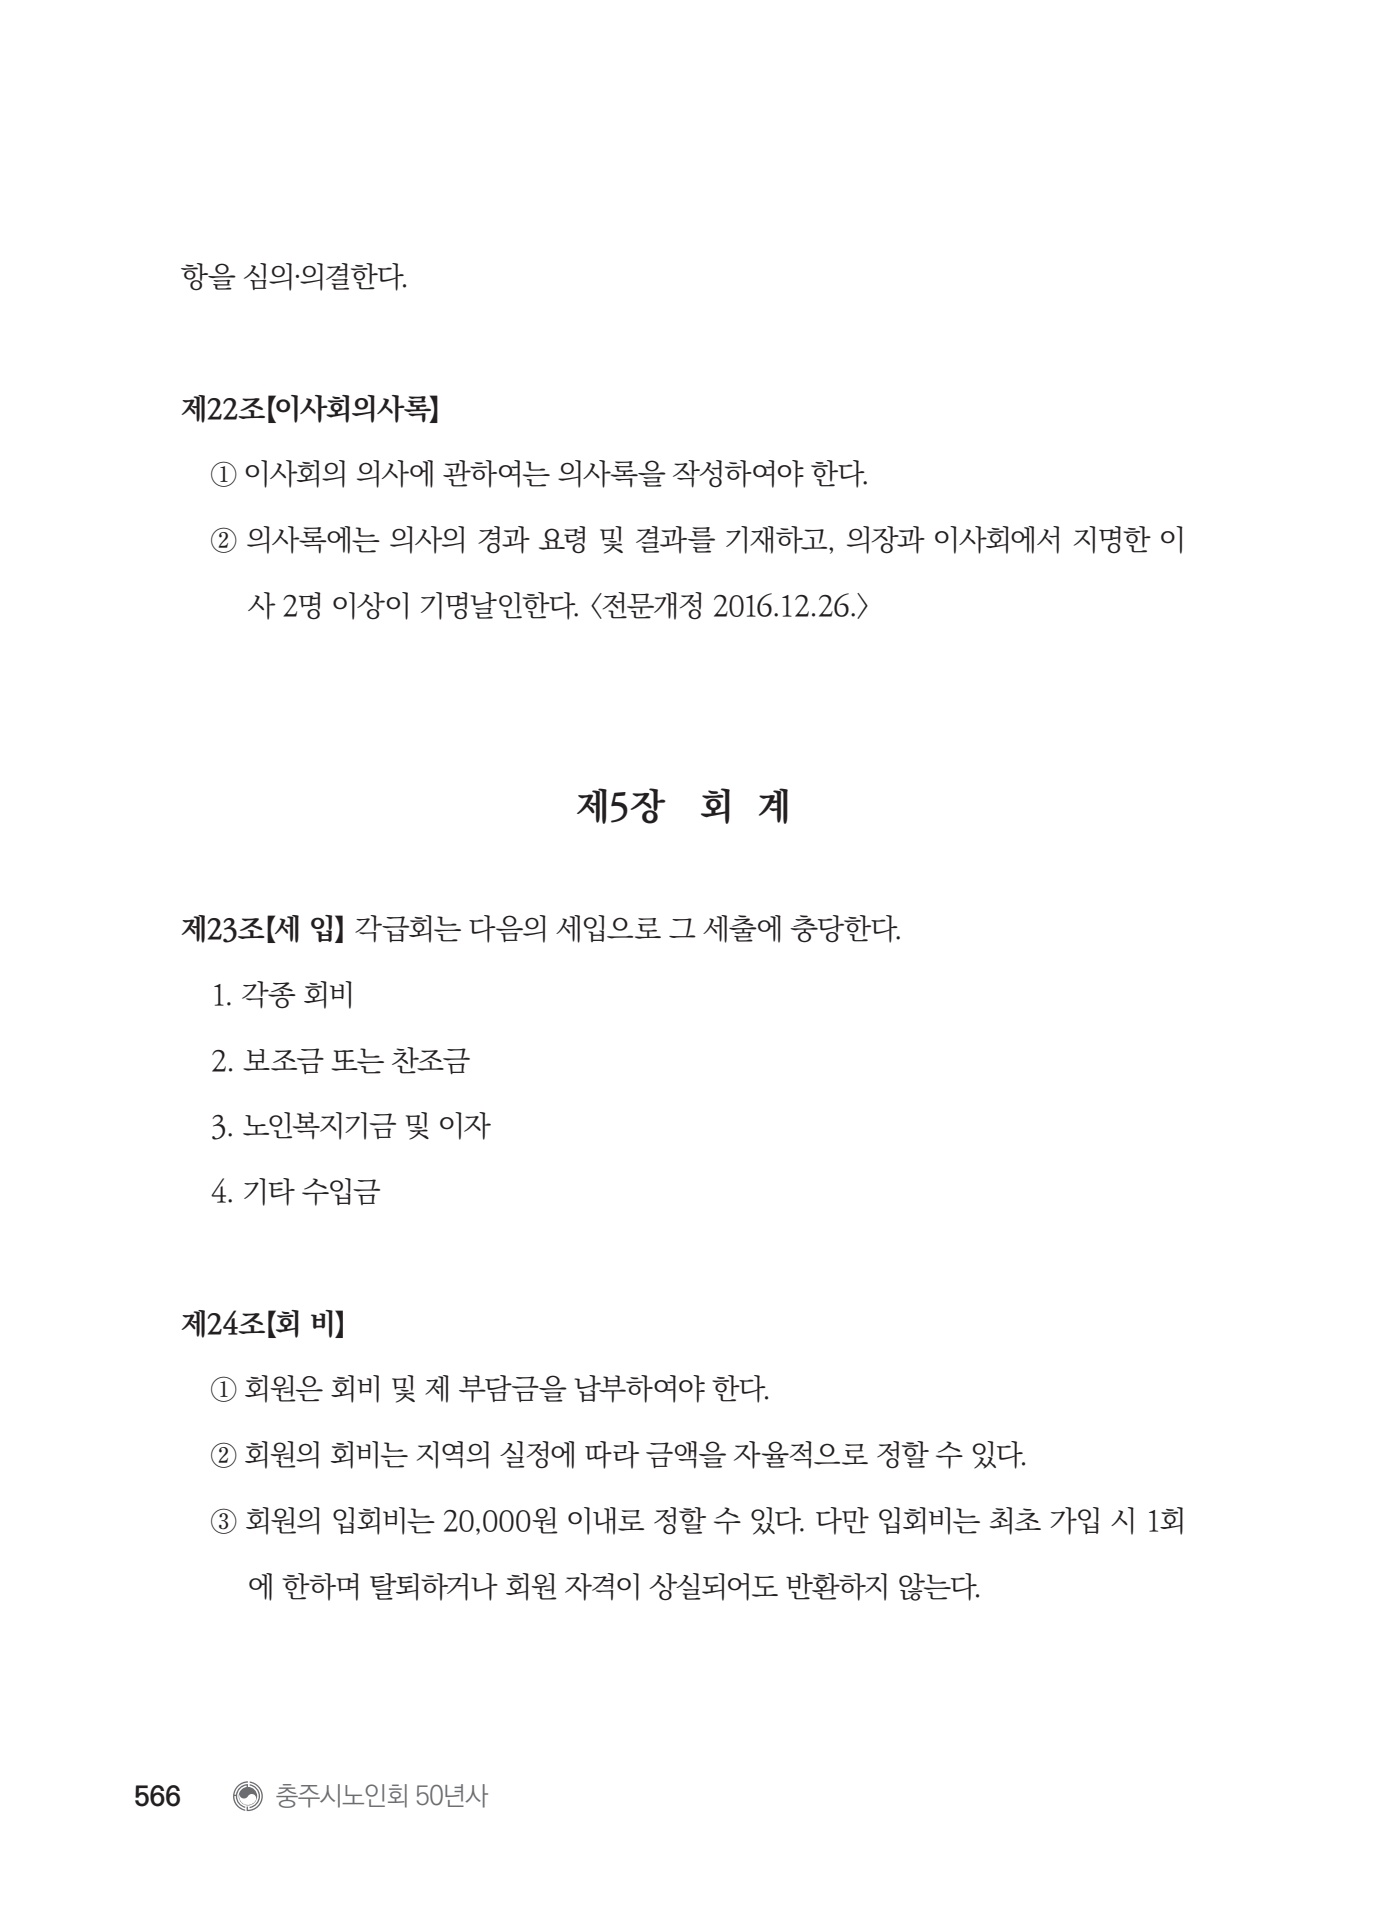 항을 심의·의결한다.
제22조【이사회의사록】
① 이사회의 의사에 관하여는 의사록을 작성하여야 한다.
② 의사록에는 의사의 경과 요령 및 결과를 기재하고, 의장과 이사회에서 지명한 이
사 2명 이상이 기명날인한다. 〈전문개정 2016.12.26.〉
제5장 회 계
제23조【세 입】 각급회는 다음의 세입으로 그 세출에 충당한다.
1. 각종 회비
2. 보조금 또는 찬조금
3. 노인복지기금 및 이자
4. 기타 수입금
제24조【회 비】
① 회원은 회비 및 제 부담금을 납부하여야 한다.
② 회원의 회비는 지역의 실정에 따라 금액을 자율적으로 정할 수 있다.
③ 회원의 입회비는 20,000원 이내로 정할 수 있다. 다만 입회비는 최초 가입 시 1회
에 한하며 탈퇴하거나 회원 자격이 상실되어도 반환하지 않는다.
566 충주시노인회 50년사